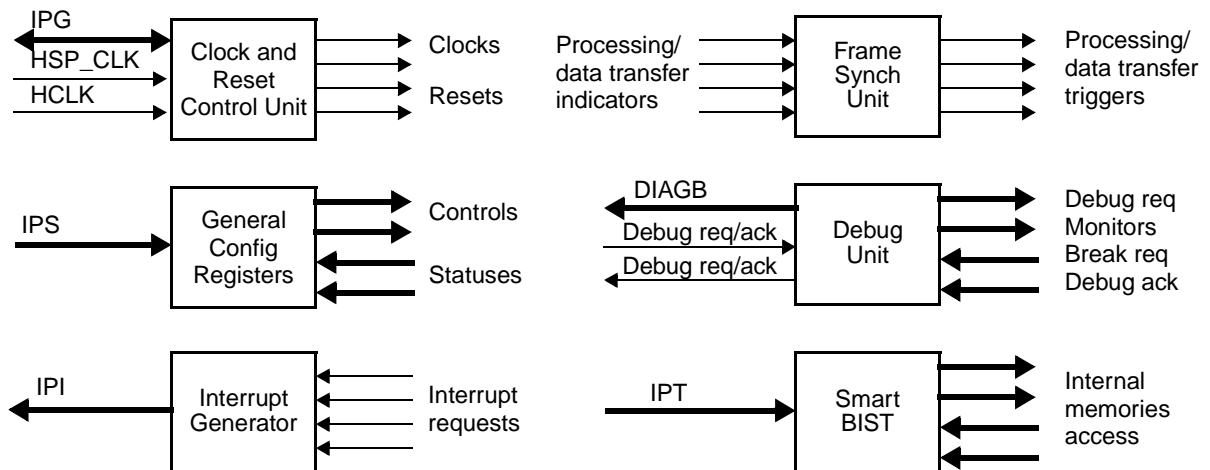 IPG
HSP_CLK
HCLK
Clock and
Reset
Control Unit
Clocks
Resets
Processing/
data transfer
indicators
Frame
Synch
Unit
Processing/
data transfer
triggers
IPS
General
Config
Registers
Controls
Statuses
DIAGB
Debug req/ack
Debug req/ack
Debug
Unit
Debug req
Monitors
Break req
Debug ack
IPI
Interrupt
Generator
Interrupt
requests
IPT
Smart
BIST
Internal
memories
access